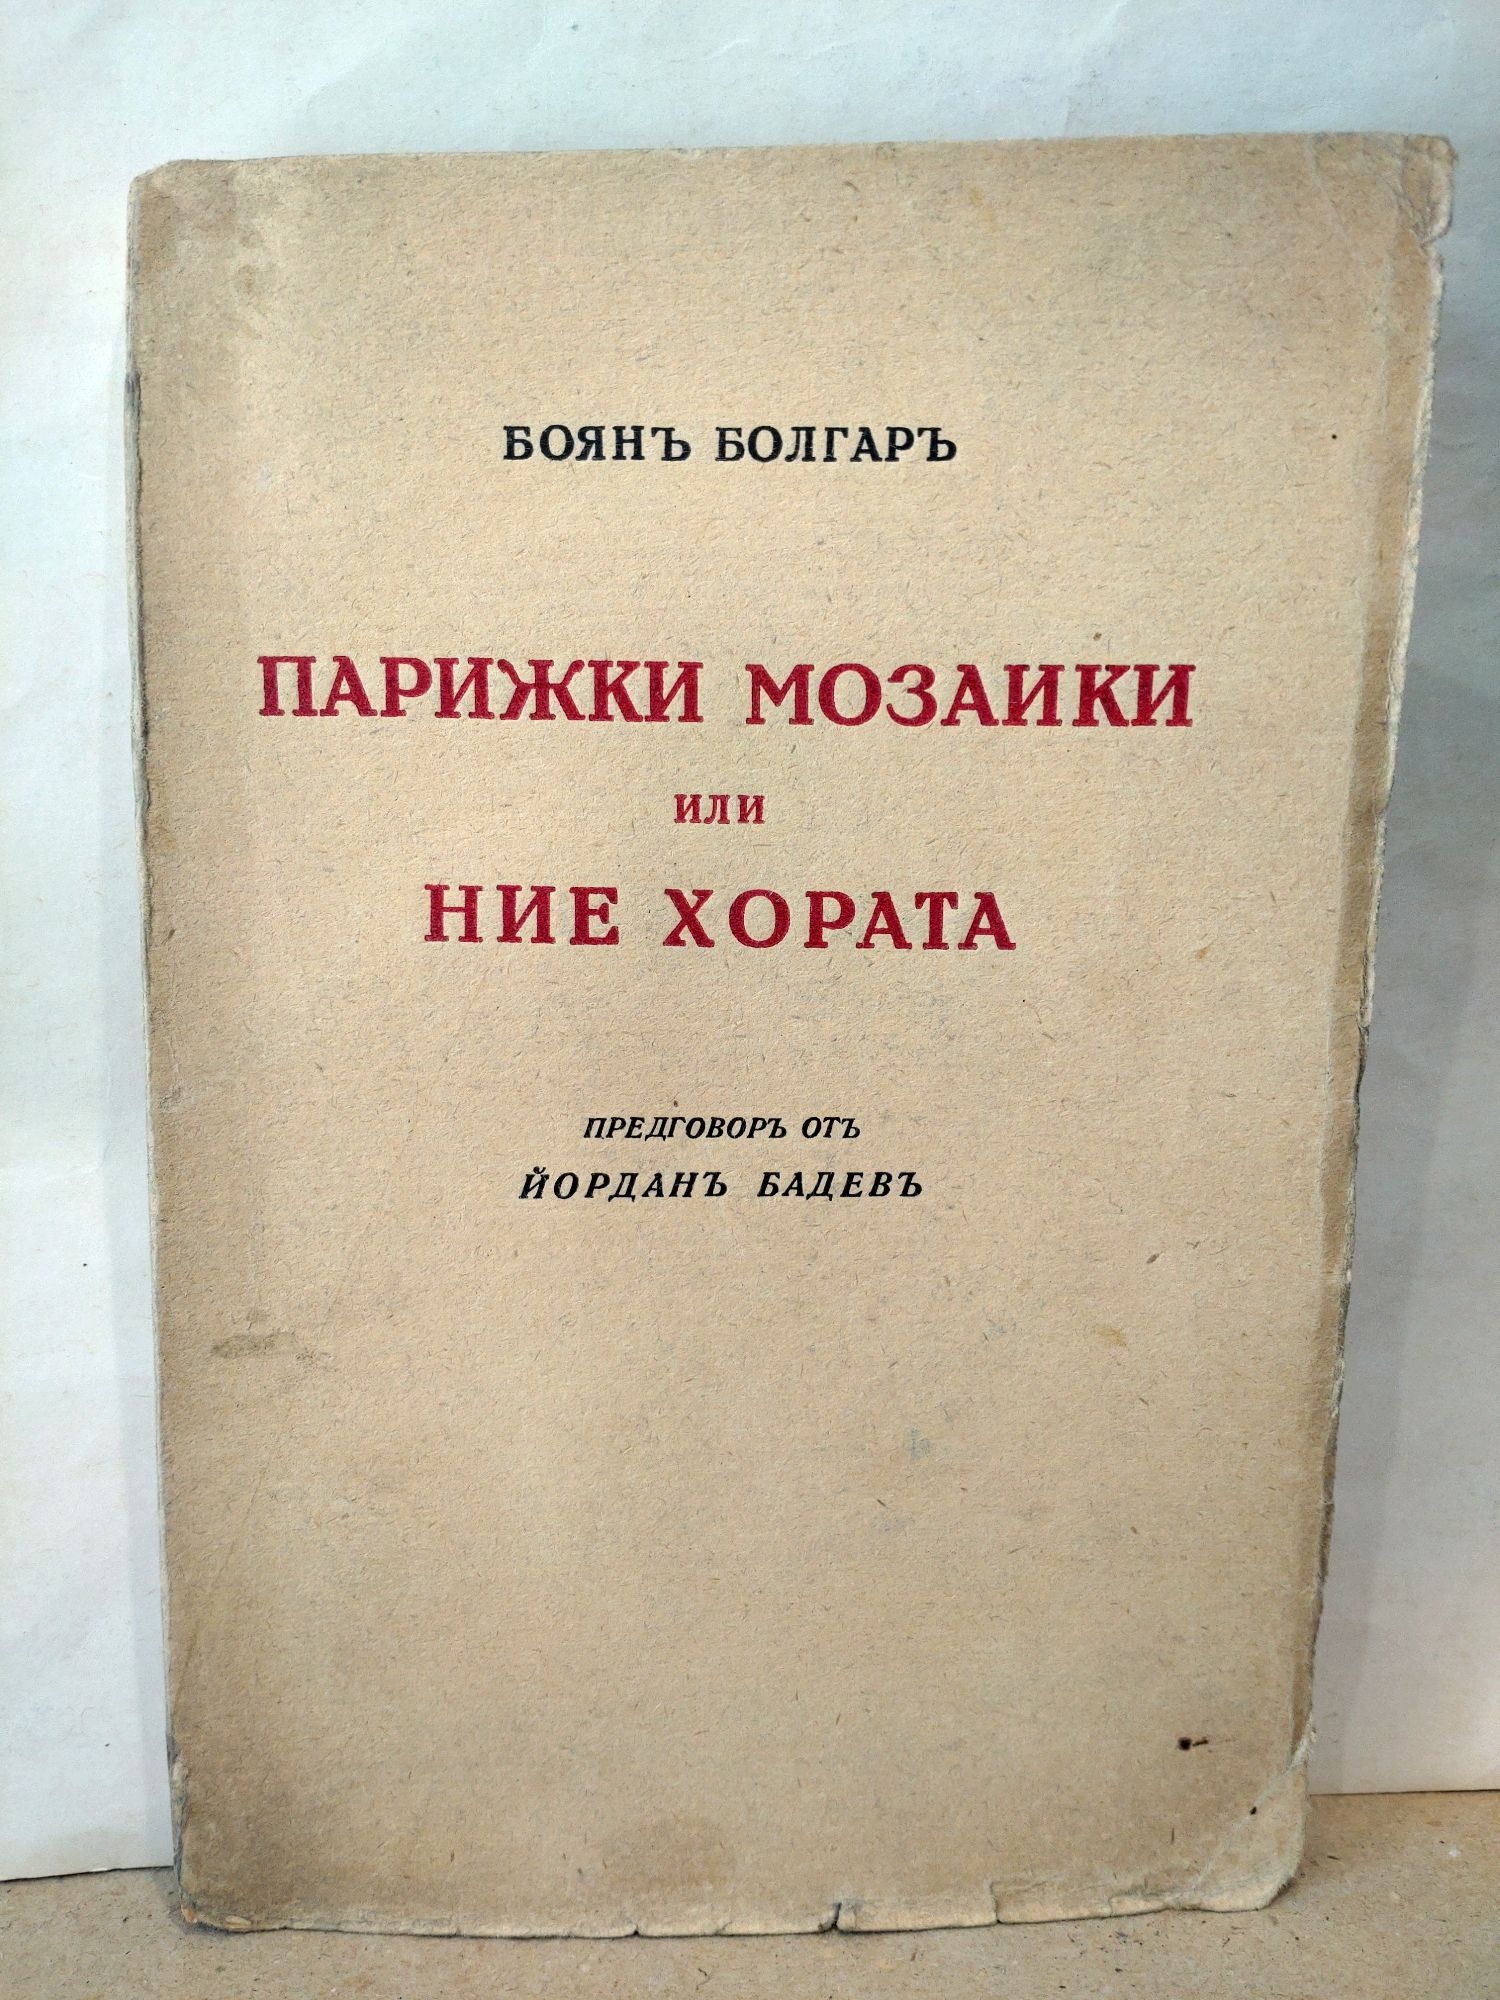 БОЯНЪ БОЛГАРЪ
ПАРИЖКИ МОЗАИКИ
ИЛИ
НИЕ ХОРАТА
ПРЕДГОВОРЪ ОТЪ
ЙОРДАНЪ БАДЕВЪ